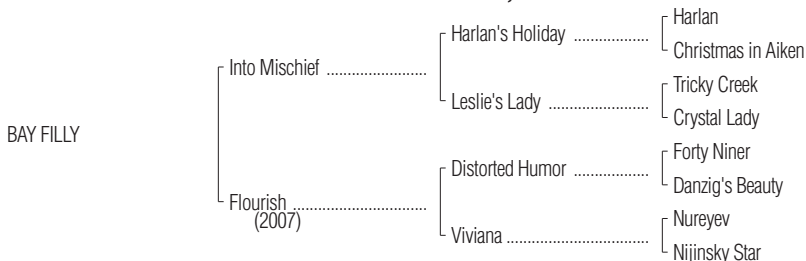 Harlan
Harlan's Holiday ..................
Christmas in Aiken
Into Mischief ........................
Tricky Creek
Leslie's Lady ........................
Crystal Lady
BAY FILLY
Forty Niner
Distorted Humor ..................
Danzig's Beauty
Flourish ................................
(2007)
Nureyev
Viviana ..................................
Nijinsky Star